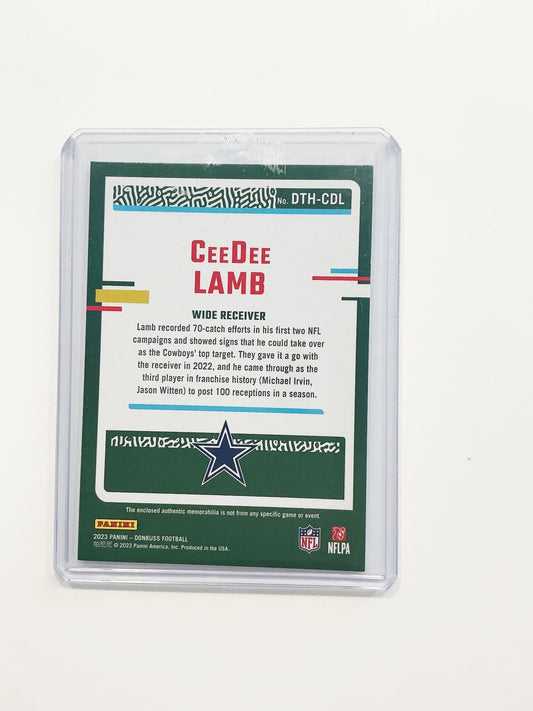 No. DTH-CDL
CEEDEE
LAMB
WIDE RECEIVER
Lamb recorded 70-catch efforts in his first two NFL
campaigns and showed signs that he could take over
as the Cowboys' top target. They gave it a go with
the receiver in 2022, and he came through as the
third player in franchise history (Michael Irvin,
Jason Witten) to post 100 receptions in a season.
The enclosed authentic memorabilia is not from any specific game or event.
PANINI
2023 PANINI – DONRUSS FOOTBALL
© 2023 Panini America, Inc. Produced in the USA.
NFL
NFLPA